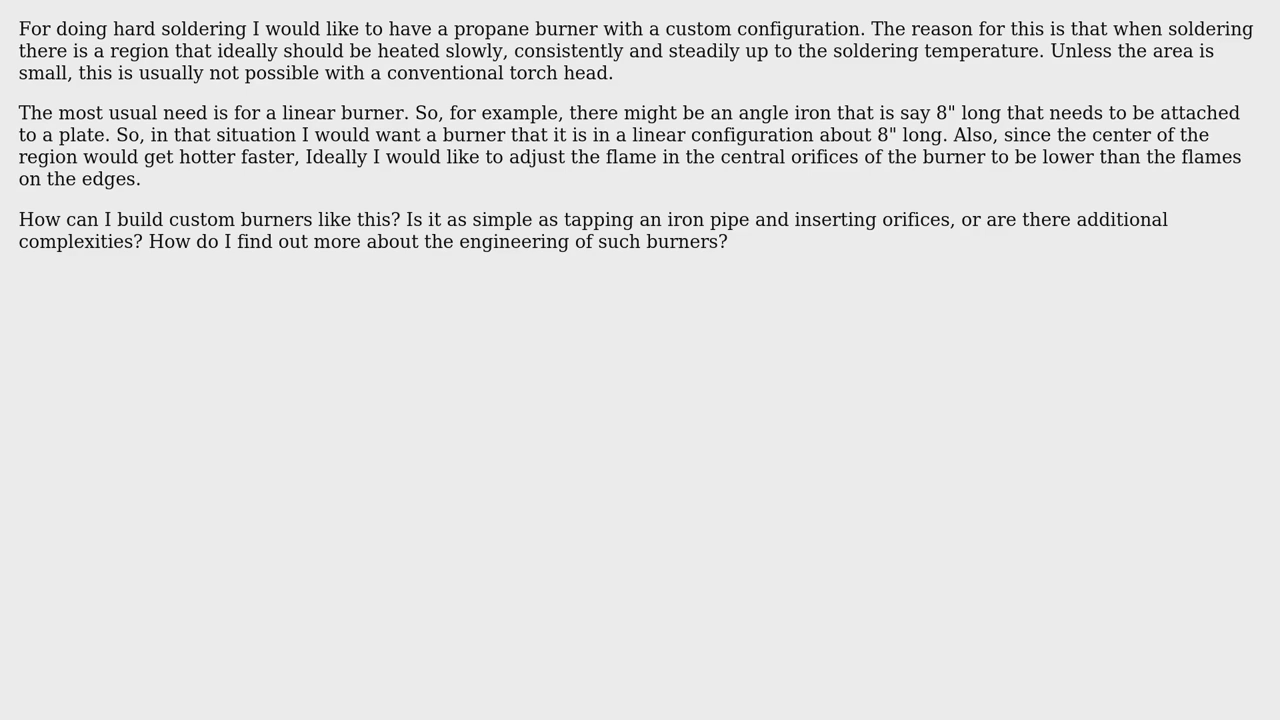 For doing hard soldering I would like to have a propane burner with a custom configuration. The reason for this is that when soldering
there is a region that ideally should be heated slowly, consistently and steadily up to the soldering temperature. Unless the area is
small, this is usually not possible with a conventional torch head.
The most usual need is for a linear burner. So, for example, there might be an angle iron that is say 8" long that needs to be attached
to a plate. So, in that situation I would want a burner that it is in a linear configuration about 8" long. Also, since the center of the
region would get hotter faster, Ideally I would like to adjust the flame in the central orifices of the burner to be lower than the flames
on the edges.
How can I build custom burners like this? Is it as simple as tapping an iron pipe and inserting orifices, or are there additional
complexities? How do I find out more about the engineering of such burners?